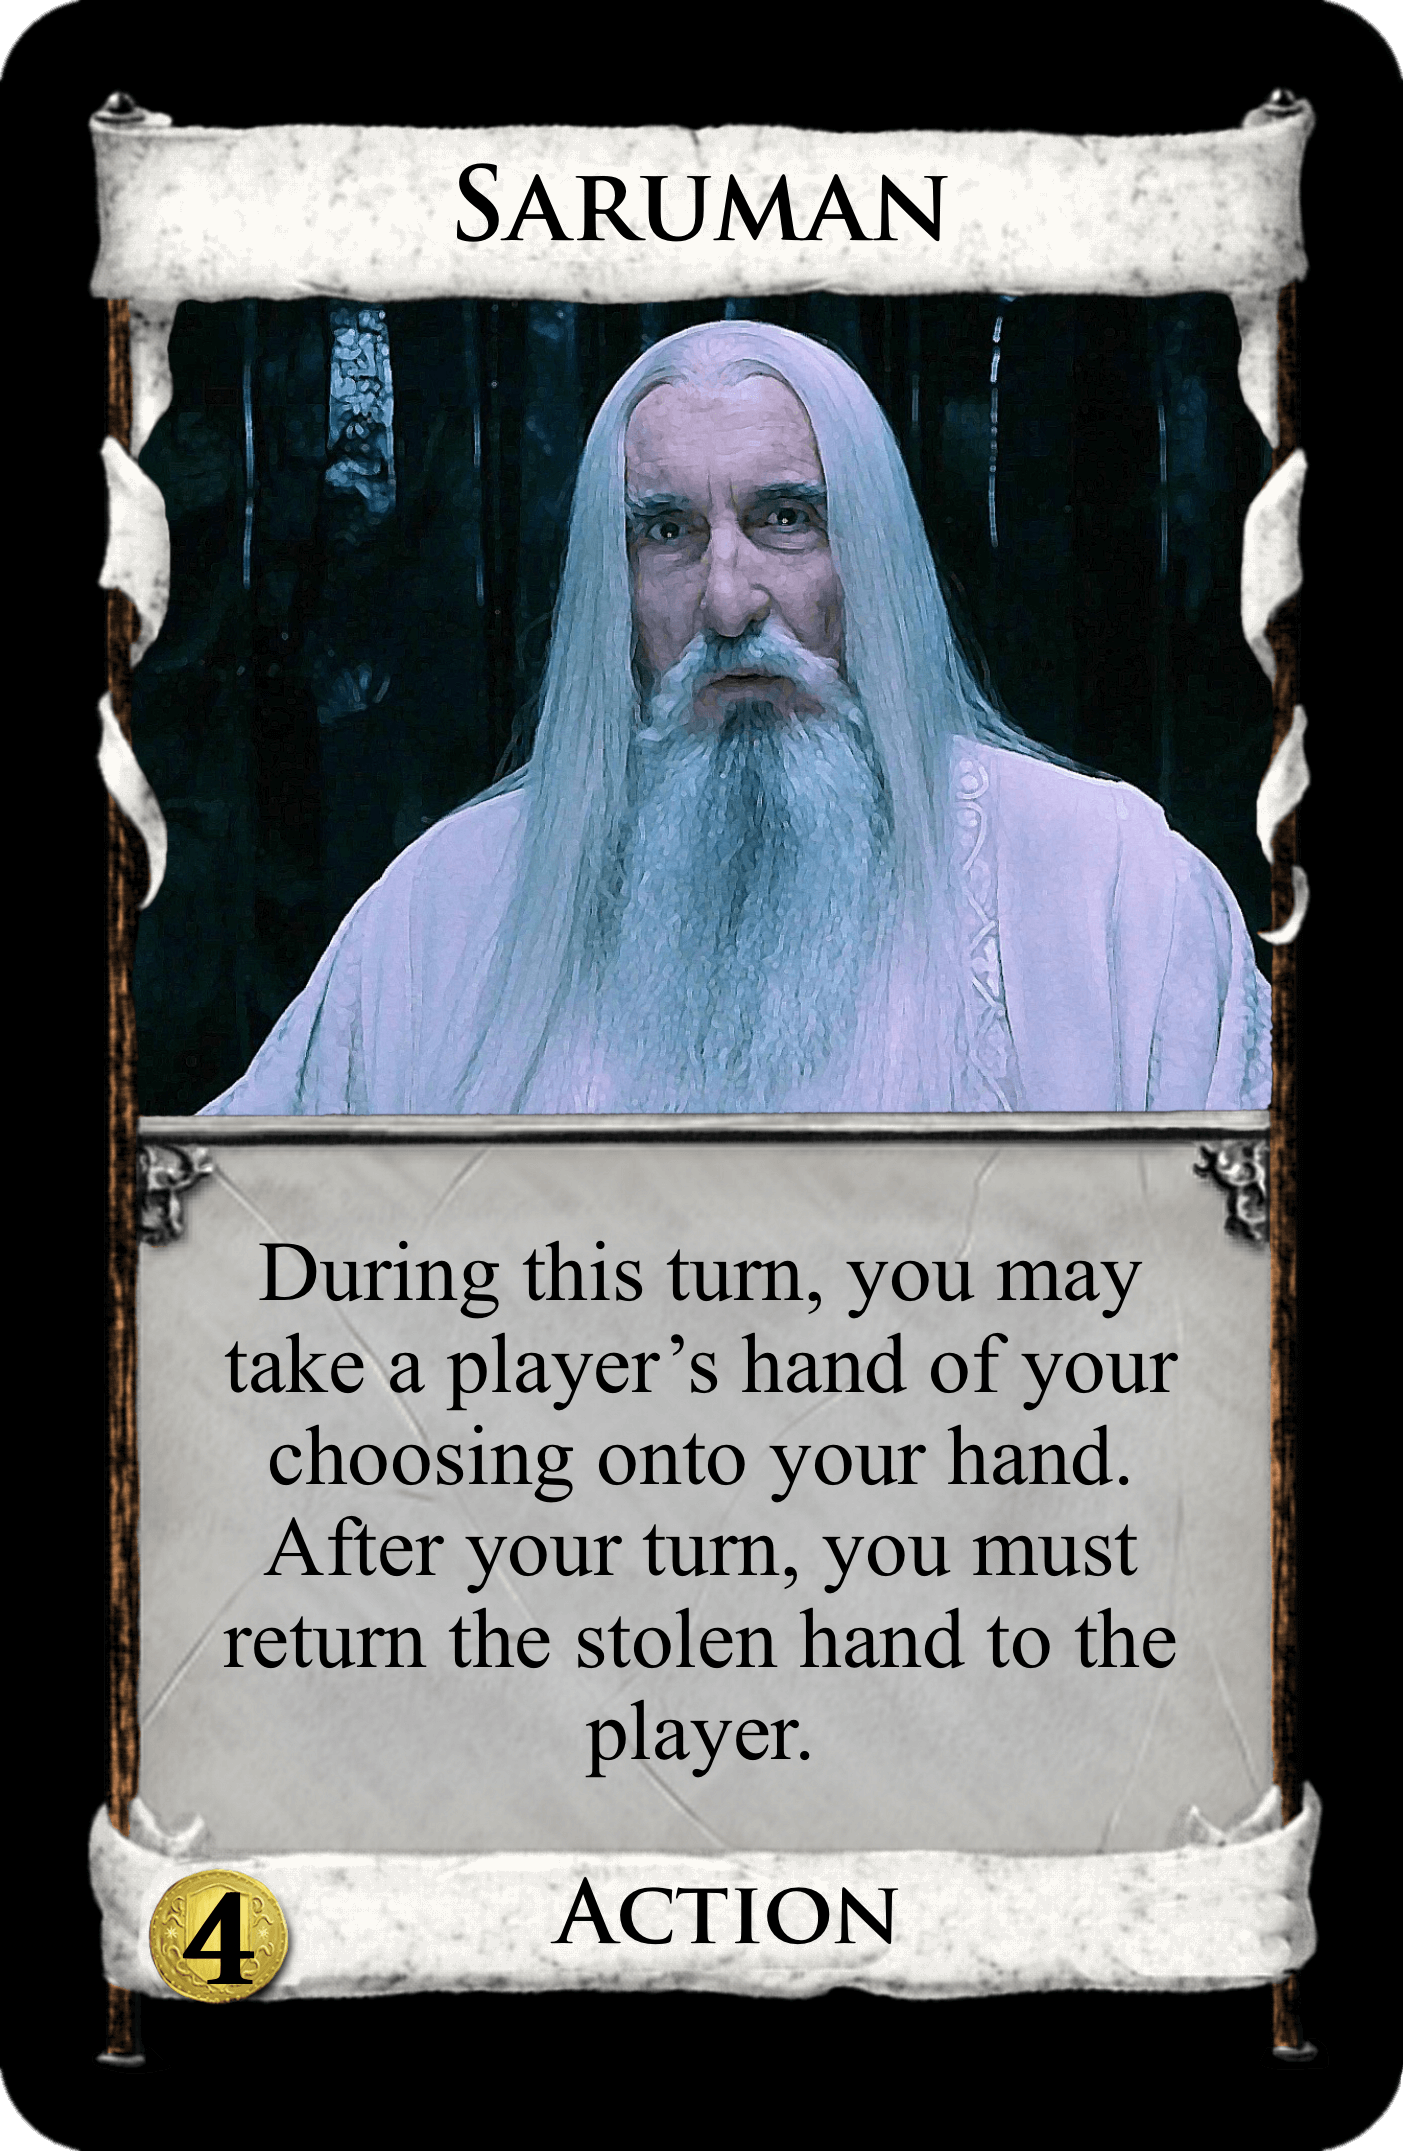 SARUMAN
During this turn, you may
take a player’s hand of your
choosing onto your hand.
After your turn, you must
return the stolen hand to the
player.
4
ACTION